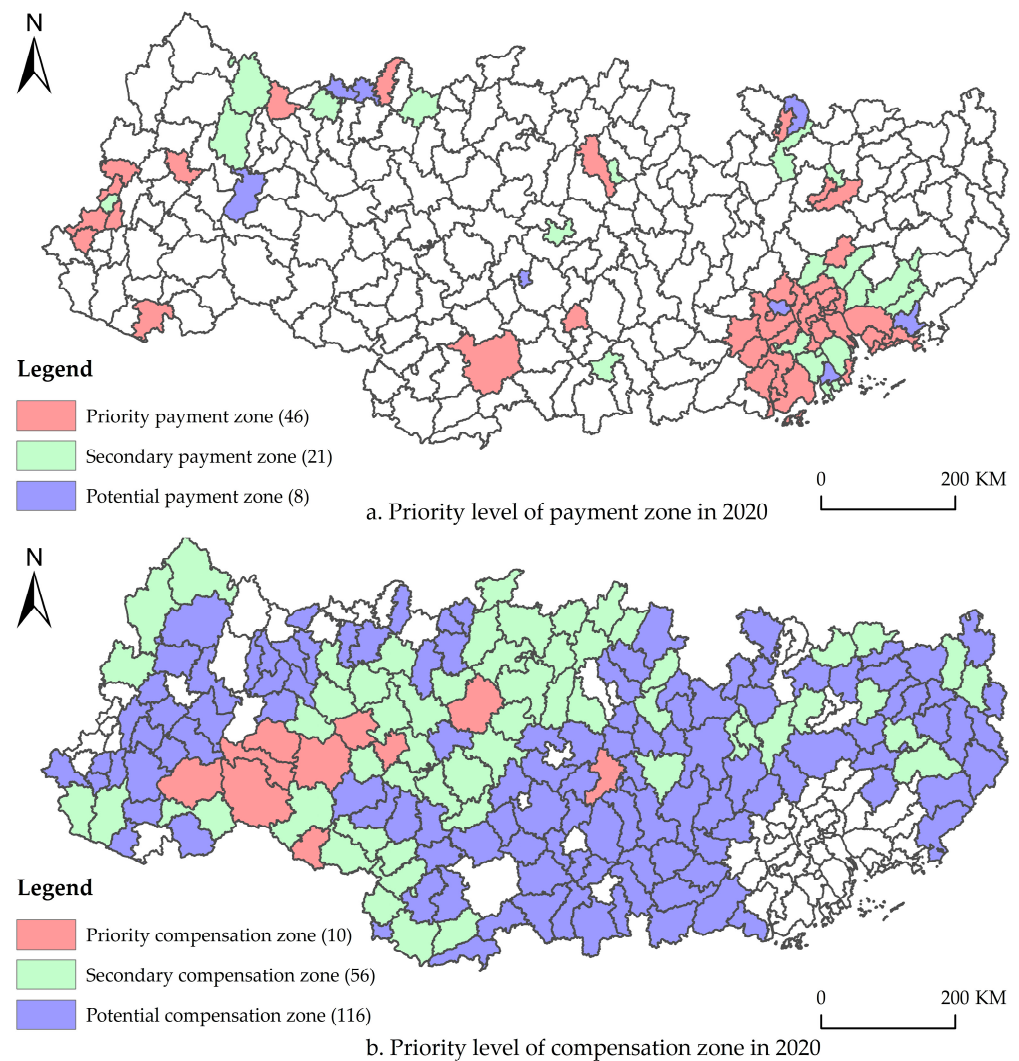 N
Legend
Priority payment zone (46)
Secondary payment zone (21)
Potential payment zone (8)
0 200 KM
a. Priority level of payment zone in 2020
N
Legend
Priority compensation zone (10)
Secondary compensation zone (56)
Potential compensation zone (116)
0 200 KM
b. Priority level of compensation zone in 2020